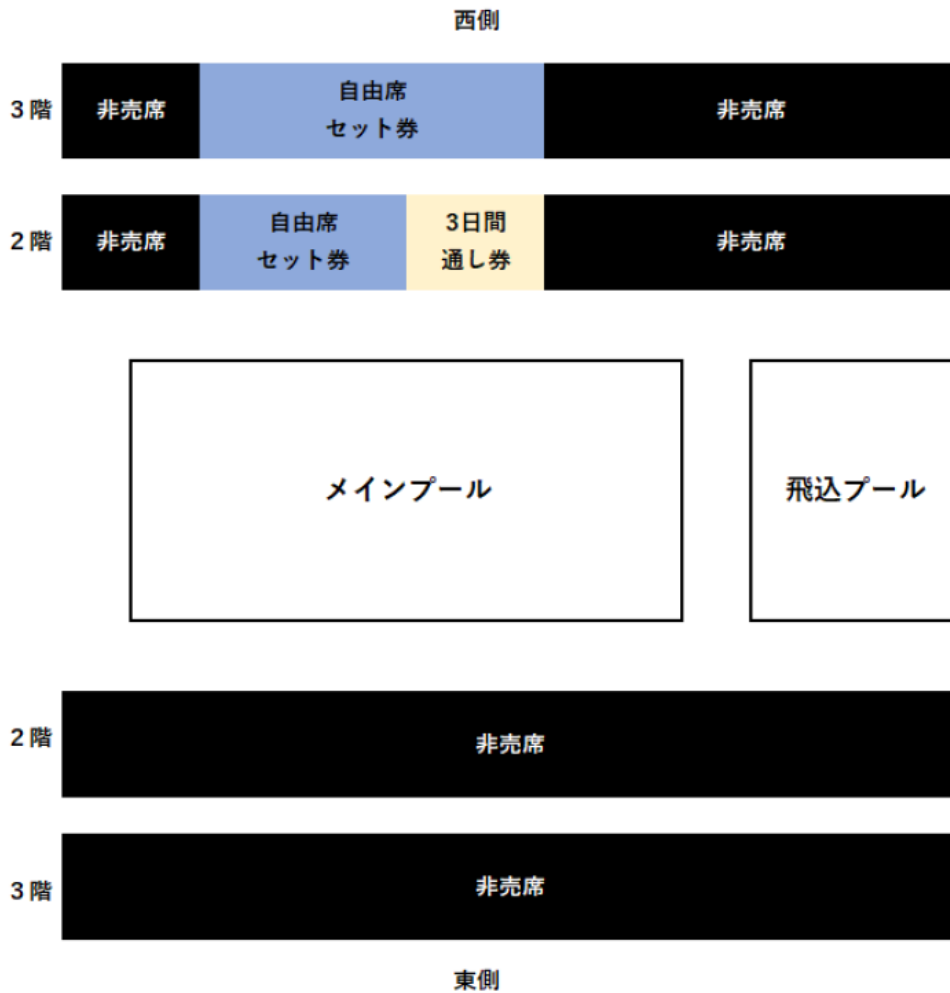 西側
3階
非売席
自由席
セット券
非売席
2階
非売席
自由席
セット券
3日間
通し券
非売席
メインプール
飛込プール
2階
非売席
3階
非売席
東側